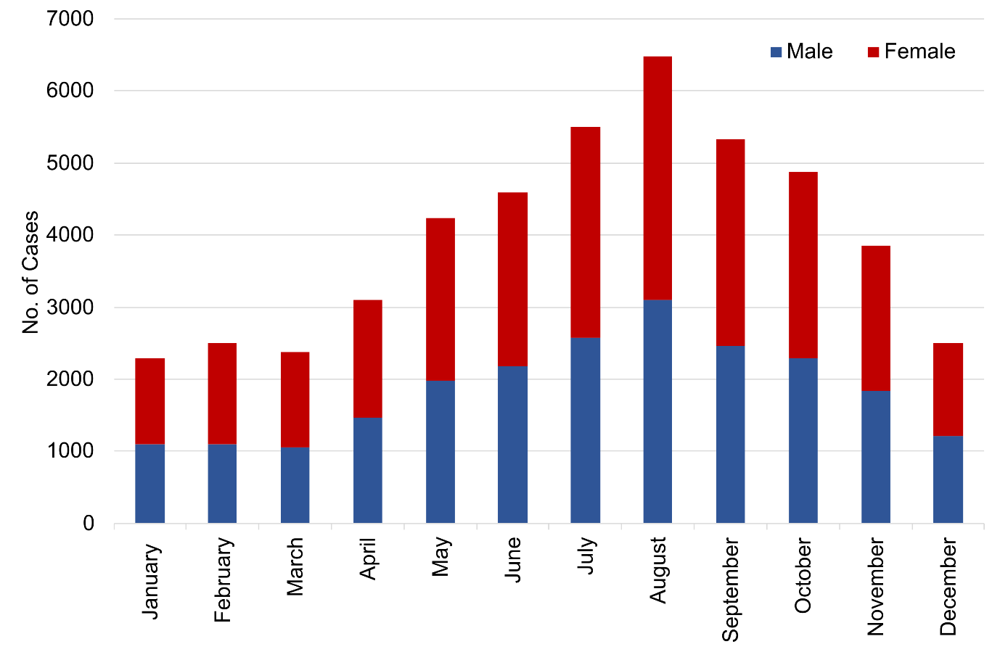 7000
Male Female
6000
5000
4000
3000
2000
1000
0
No. of Cases
January
February
March
April
May
June
July
August
September
October
November
December